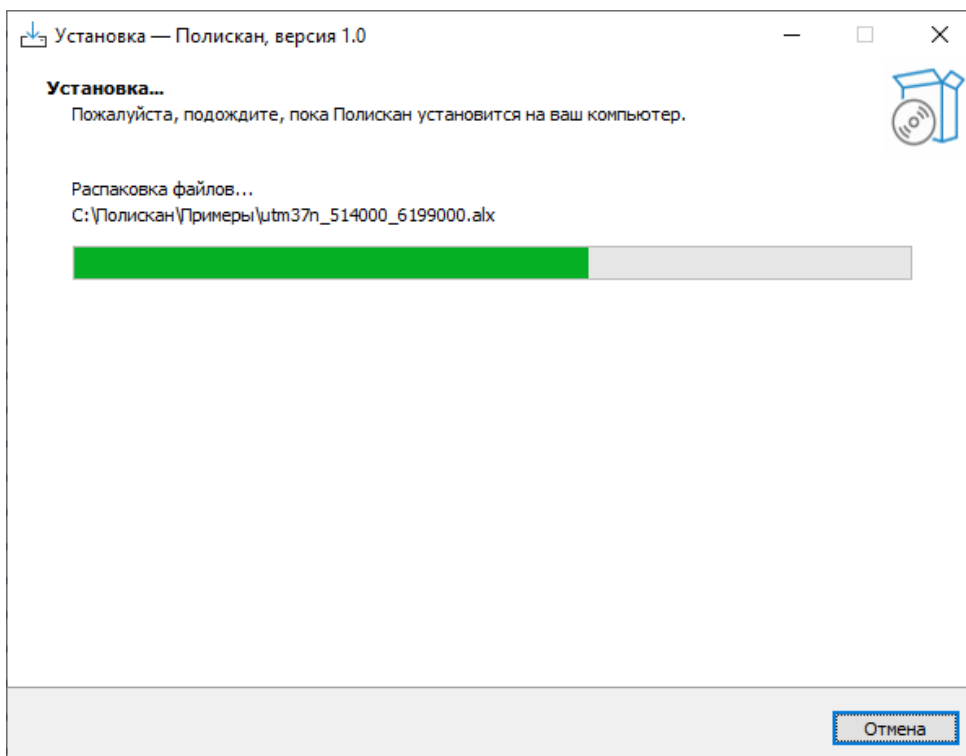 Установка — Полискан, версия 1.0
Установка...
Пожалуйста, подождите, пока Полискан установится на ваш компьютер.
Распаковка файлов...
C:\Полискан\Примеры\utm37n_514000_6199000.alx
Отмена